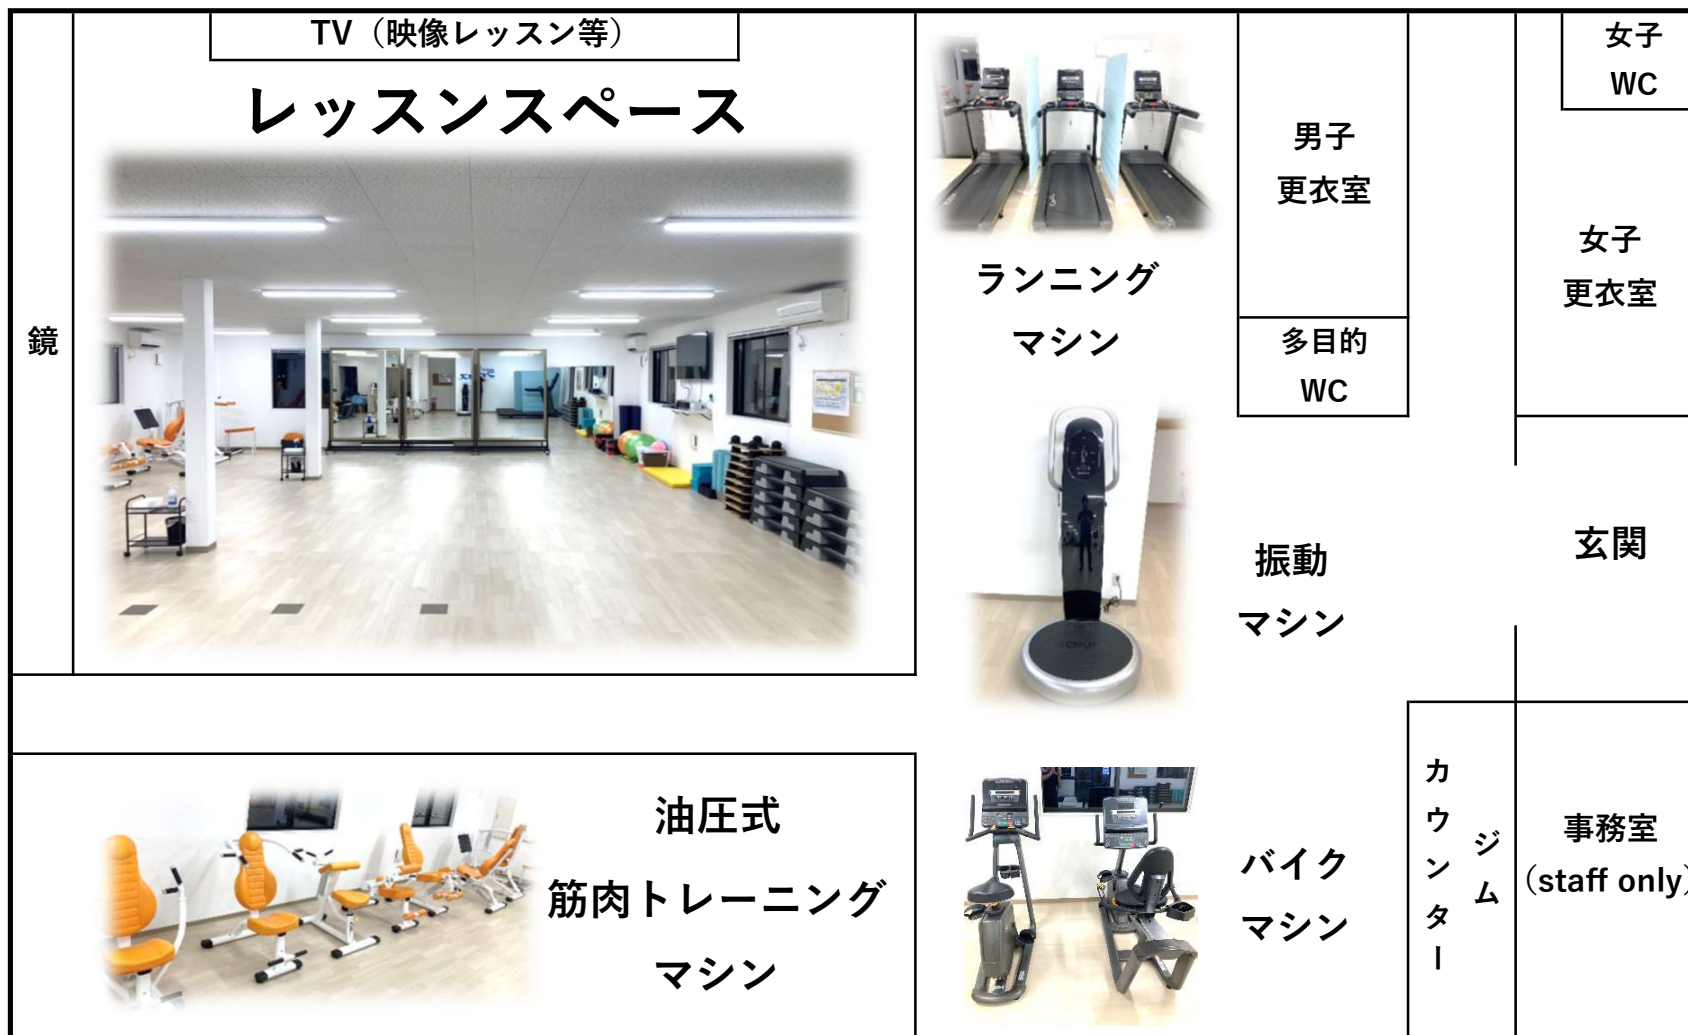 TV（映像レッスン等）
レッスンスペース
鏡
ランニング
マシン
男子
更衣室
多目的
WC
女子
WC
女子
更衣室
振動
マシン
玄関
油圧式
筋肉トレーニング
マシン
バイク
マシン
ジム
カウンター
事務室
（staff only）